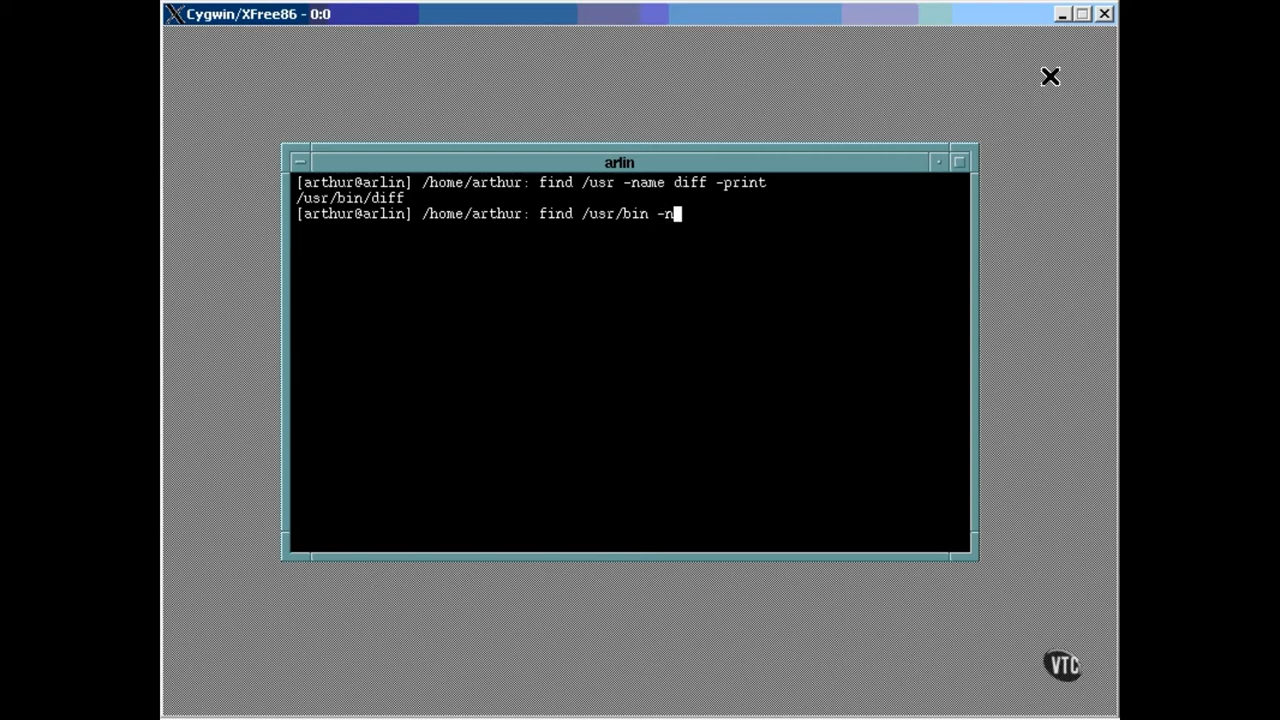 Cygwin/XFree86 - 0:0
arlin
[arthur@arlin] /home/arthur: find /usr -name diff -print
/usr/bin/diff
[arthur@arlin] /home/arthur: find /usr/bin -n
VTC